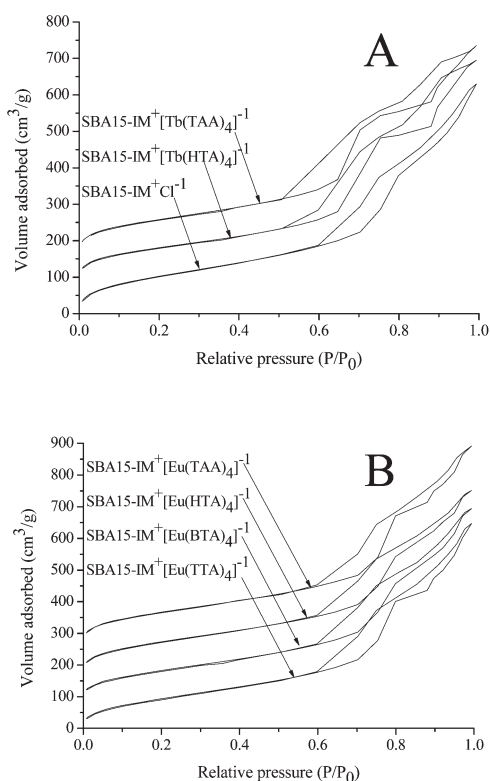 A
800
700
600
500
400
300
200
100
0
Volume adsorbed (cm³/g)
SBA15-IM⁺[Tb(TAA)₄]⁻¹
SBA15-IM⁺[Tb(HTA)₄]⁻¹
SBA15-IM⁺Cl⁻¹
0.0 0.2 0.4 0.6 0.8 1.0
Relative pressure (P/P₀)
B
900
800
700
600
500
400
300
200
100
0
Volume adsorbed (cm³/g)
SBA15-IM⁺[Eu(TAA)₄]⁻¹
SBA15-IM⁺[Eu(HTA)₄]⁻¹
SBA15-IM⁺[Eu(BTA)₄]⁻¹
SBA15-IM⁺[Eu(TTA)₄]⁻¹
0.0 0.2 0.4 0.6 0.8 1.0
Relative pressure (P/P₀)